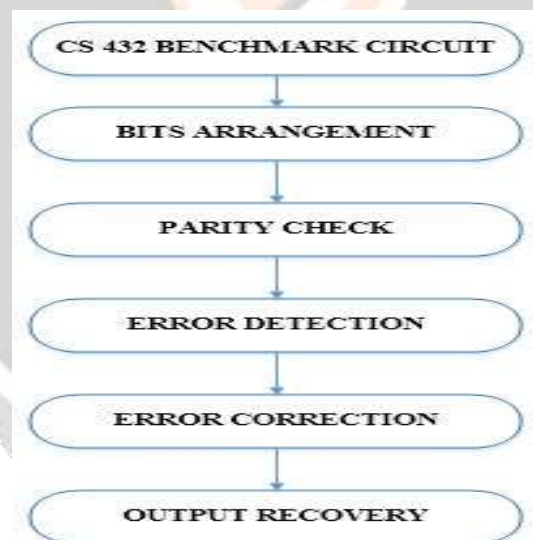 CS 432 BENCHMARK CIRCUIT
BITS ARRANGEMENT
PARITY CHECK
ERROR DETECTION
ERROR CORRECTION
OUTPUT RECOVERY